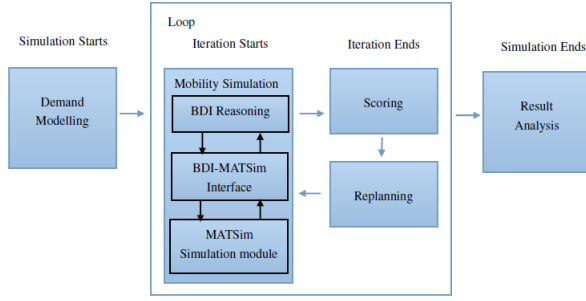 Loop
Simulation Starts
Iteration Starts
Iteration Ends
Simulation Ends
Demand
Modelling
Mobility Simulation
BDI Reasoning
BDI-MATSim
Interface
MATSim
Simulation module
Scoring
Replanning
Result
Analysis